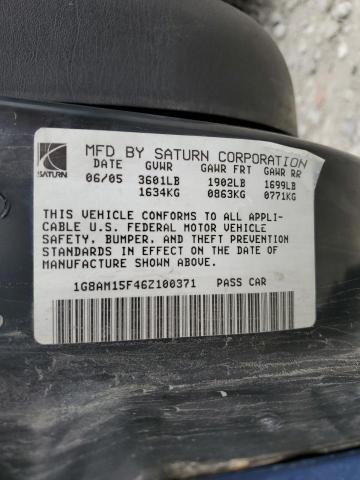 MFD BY SATURN CORPORATION
SATURN
DATE GVWR GAWR FRT GAWR RR
06/05 3601LB 1902LB 1699LB
1634KG 0863KG 0771KG
THIS VEHICLE CONFORMS TO ALL APPLI-
CABLE U.S. FEDERAL MOTOR VEHICLE
SAFETY, BUMPER, AND THEFT PREVENTION
STANDARDS IN EFFECT ON THE DATE OF
MANUFACTURE SHOWN ABOVE.
1G8AM15F46Z100371 PASS CAR